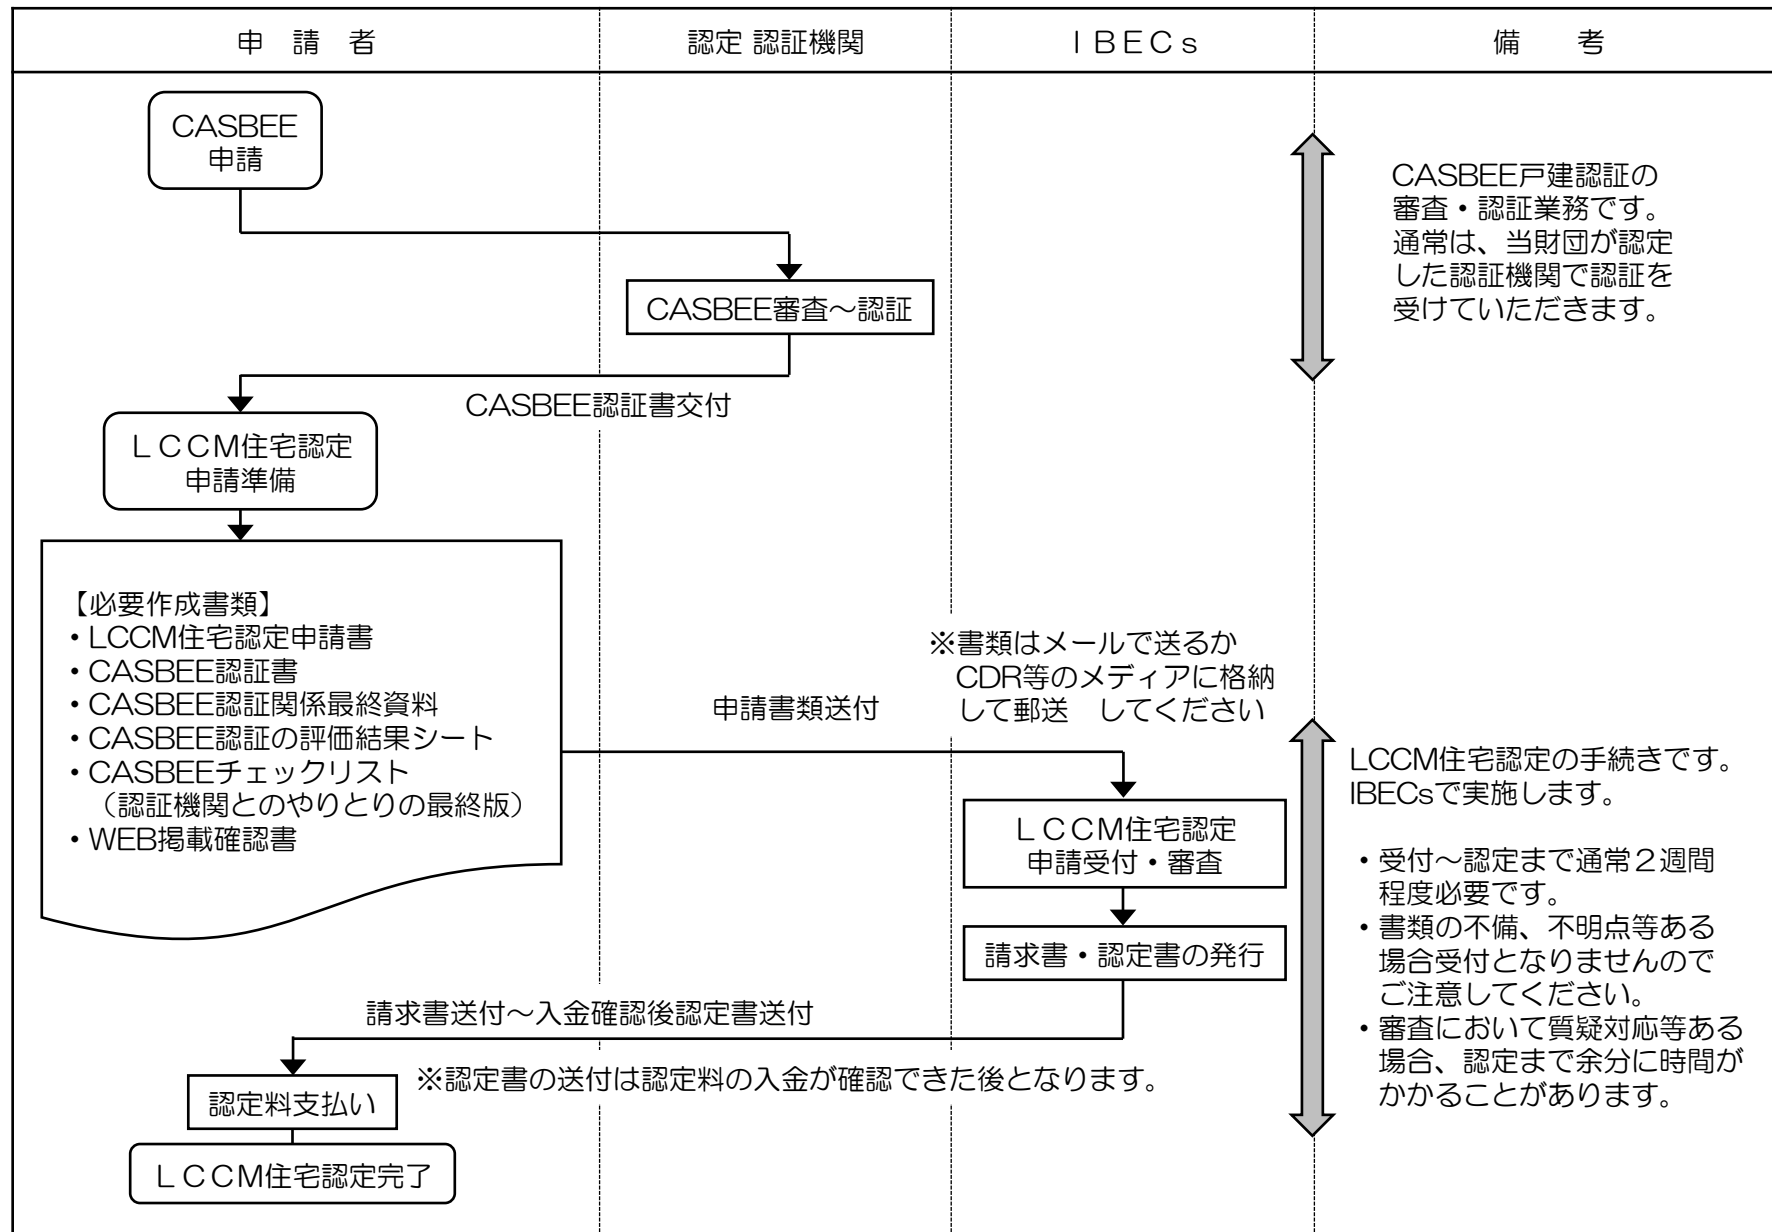 申 請 者
認定 認証機関
ＩＢＥＣｓ
備 考
CASBEE
申請
CASBEE戸建認証の
審査・認証業務です。
通常は、当財団が認定
した認証機関で認証を
受けていただきます。
CASBEE審査～認証
CASBEE認証書交付
ＬＣＣＭ住宅認定
申請準備
【必要作成書類】
・LCCM住宅認定申請書
・CASBEE認証書
・CASBEE認証関係最終資料
・CASBEE認証の評価結果シート
・CASBEEチェックリスト
（認証機関とのやりとりの最終版）
・WEB掲載確認書
申請書類送付
※書類はメールで送るか
CDR等のメディアに格納
して郵送　してください
ＬＣＣＭ住宅認定
申請受付・審査
請求書・認定書の発行
LCCM住宅認定の手続きです。
IBECsで実施します。
・受付～認定まで通常２週間
程度必要です。
・書類の不備、不明点等ある
場合受付となりませんので
ご注意してください。
・審査において質疑対応等ある
場合、認定まで余分に時間が
かかることがあります。
請求書送付～入金確認後認定書送付
※認定書の送付は認定料の入金が確認できた後となります。
認定料支払い
ＬＣＣＭ住宅認定完了